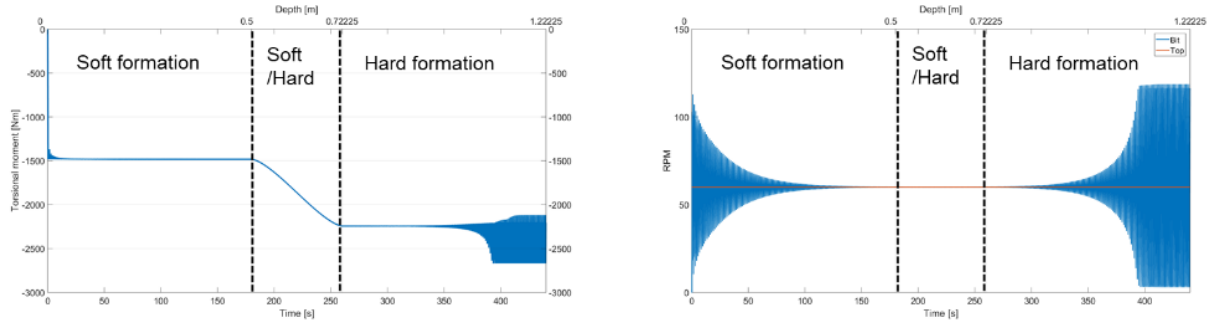 Depth [m]
0 0.5 0.72225 1.22225
0 0
Soft formation
Soft
/Hard
Hard formation
-500 -500
-1000 -1000
-1500 -1500
-2000 -2000
-2500 -2500
-3000 -3000
Torsional moment [Nm]
0 50 100 150 200 250 300 350 400
Time [s]
Depth [m]
0 0.5 0.72225 1.22225
150
Bit
Top
Soft formation
Soft
/Hard
Hard formation
100
50
0
RPM
0 50 100 150 200 250 300 350 400
Time [s]